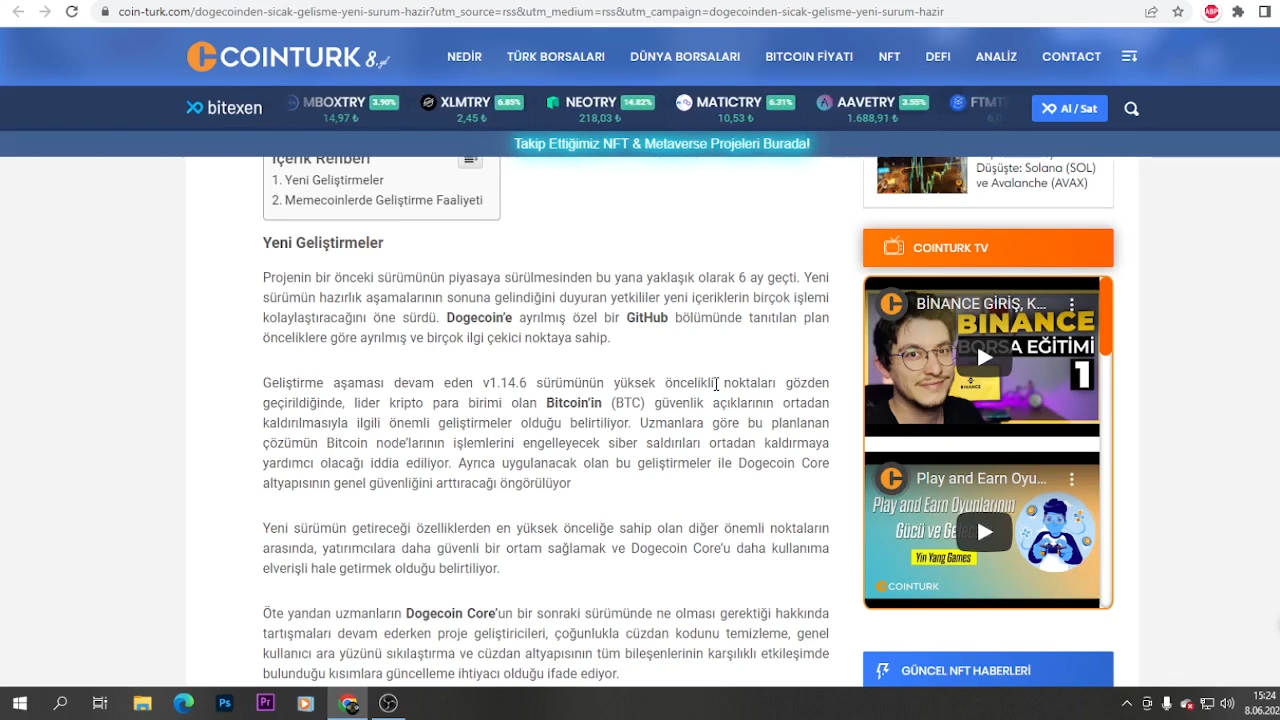 coin-turk.com/dogecoinden-sicak-gelisme-yeni-surum-hazir?utm_source=rss&utm_medium=rss&utm_campaign=dogecoinden-sicak-gelisme-yeni-surum-hazir
ABP
COINTURK 8.yıl
NEDİR TÜRK BORSALARI DÜNYA BORSALARI BITCOIN FİYATI NFT DEFI ANALİZ CONTACT
bitexen
MBOXTRY 3.90% XLMTRY 6.85% NEOTRY 14.82% MATICTRY 6.31% AAVETRY 3.55%
14,97 ₺ 2,45 ₺ 218,03 ₺ 10,53 ₺ 1.688,91 ₺
Al / Sat
Takip Ettiğimiz NFT & Metaverse Projeleri Burada!
İçerik Rehberi
1. Yeni Geliştirmeler
2. Memecoinlerde Geliştirme Faaliyeti
Yeni Geliştirmeler
Projenin bir önceki sürümünün piyasaya sürülmesinden bu yana yaklaşık olarak 6 ay geçti. Yeni
sürümün hazırlık aşamalarının sonuna gelindiğini duyuran yetkililer yeni içeriklerin birçok işlemi
kolaylaştıracağını öne sürdü. Dogecoin’e ayrılmış özel bir GitHub bölümünde tanıtılan plan
önceliklere göre ayrılmış ve birçok ilgi çekici noktaya sahip.
Geliştirme aşaması devam eden v1.14.6 sürümünün yüksek öncelikli noktaları gözden
geçirildiğinde, lider kripto para birimi olan Bitcoin’in (BTC) güvenlik açıklarının ortadan
kaldırılmasıyla ilgili önemli geliştirmeler olduğu belirtiliyor. Uzmanlara göre bu planlanan
çözümün Bitcoin node’larının işlemlerini engelleyecek siber saldırıları ortadan kaldırmaya
yardımcı olacağı iddia ediliyor. Ayrıca uygulanacak olan bu geliştirmeler ile Dogecoin Core
altyapısının genel güvenliğini arttıracağı öngörülüyor
Yeni sürümün getireceği özelliklerden en yüksek önceliğe sahip olan diğer önemli noktaların
arasında, yatırımcılara daha güvenli bir ortam sağlamak ve Dogecoin Core’u daha kullanıma
elverişli hale getirmek olduğu belirtiliyor.
Öte yandan uzmanların Dogecoin Core’un bir sonraki sürümünde ne olması gerektiği hakkında
tartışmaları devam ederken proje geliştiricileri, çoğunlukla cüzdan kodunu temizleme, genel
kullanıcı ara yüzünü sıkılaştırma ve cüzdan altyapısının tüm bileşenlerinin karşılıklı etkileşimde
bulunduğu kısımlara güncelleme ihtiyacı olduğu ifade ediyor.
Düşüşte: Solana (SOL)
ve Avalanche (AVAX)
COINTURK TV
BİNANCE GİRİŞ, K...
BINANCE
BORSA EĞİTİMİ
1
Play and Earn Oyu...
Play and Earn Oyunlarının
Gücü ve
Yin Yang Games
COINTURK
GÜNCEL NFT HABERLERİ
Ps
Pr
15:24
8.06.202